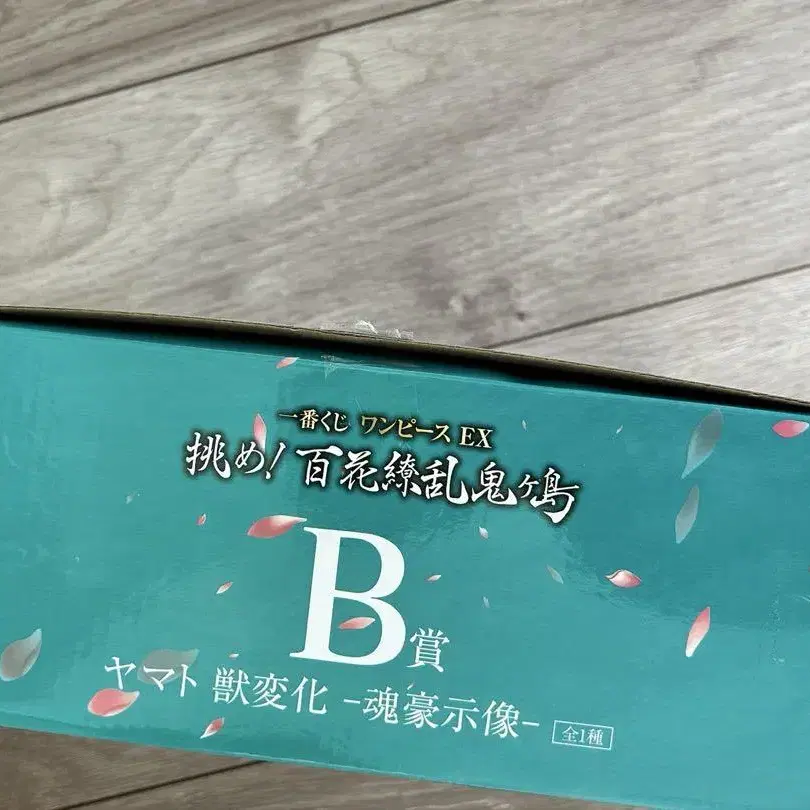 一番くじ ワンピース EX
挑め!百花繚乱鬼ヶ島
B賞
ヤマト 獣変化 -魂豪示像- 全1種